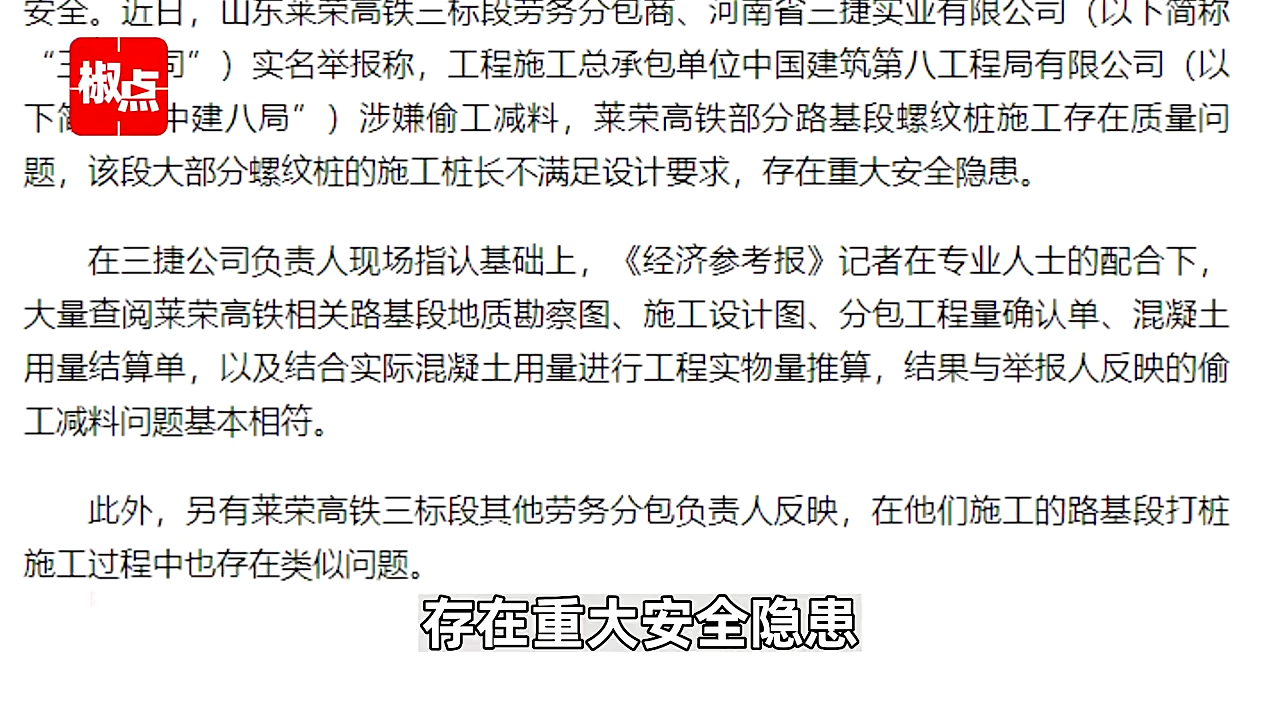 安全。近日，山东莱荣高铁三标段劳务分包商、河南省三捷实业有限公司（以下简称
“三 司”）实名举报称，工程施工总承包单位中国建筑第八工程局有限公司（以
椒点
下简 中建八局”）涉嫌偷工减料，莱荣高铁部分路基段螺纹桩施工存在质量问
题，该段大部分螺纹桩的施工桩长不满足设计要求，存在重大安全隐患。
在三捷公司负责人现场指认基础上，《经济参考报》记者在专业人士的配合下，
大量查阅莱荣高铁相关路基段地质勘察图、施工设计图、分包工程量确认单、混凝土
用量结算单，以及结合实际混凝土用量进行工程实物量推算，结果与举报人反映的偷
工减料问题基本相符。
此外，另有莱荣高铁三标段其他劳务分包负责人反映，在他们施工的路基段打桩
施工过程中也存在类似问题。
存在重大安全隐患